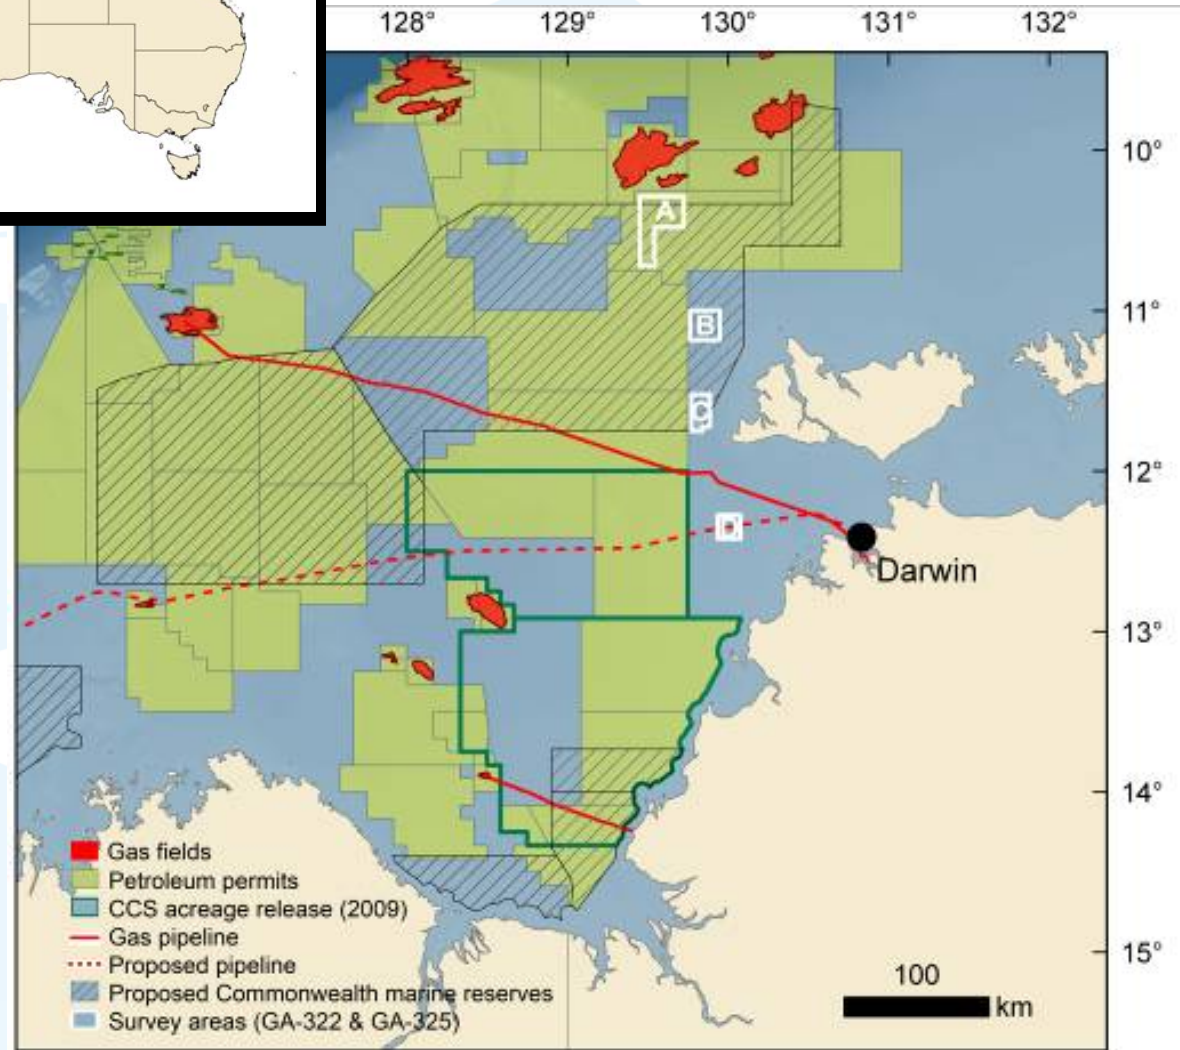 128° 129° 130° 131° 132°
10°
A
11°
B
C
12°
Darwin
13°
14°
Gas fields
Petroleum permits
CCS acreage release (2009)
Gas pipeline
15°
Proposed pipeline
100
Proposed Commonwealth marine reserves
km
Survey areas (GA-322 & GA-325)